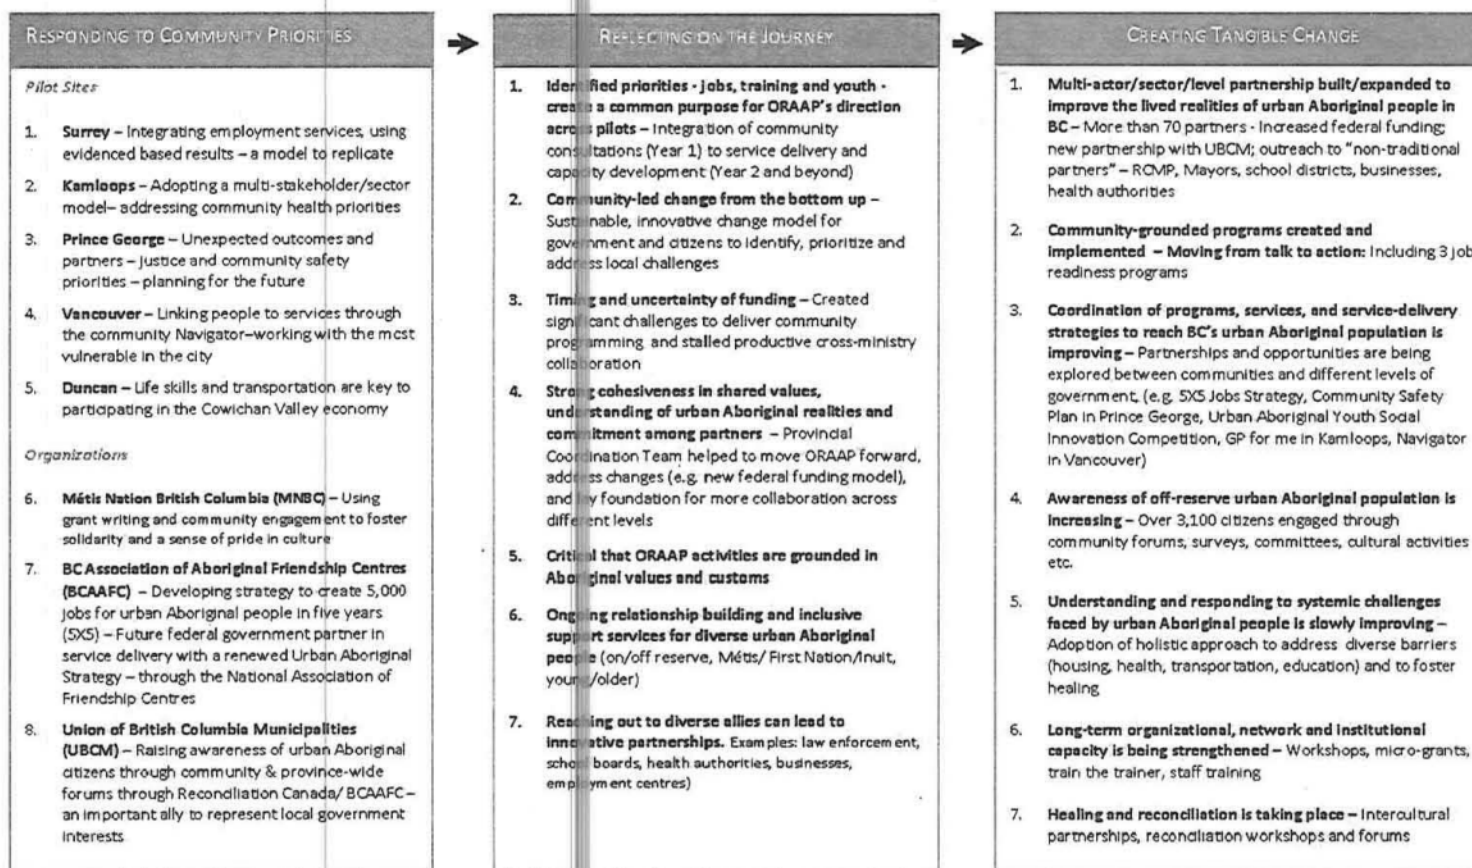 RESPONDING TO COMMUNITY PRIORITIES
Pilot Sites
1. Surrey – Integrating employment services, using
evidenced based results – a model to replicate
2. Kamloops – Adopting a multi-stakeholder/sector
model– addressing community health priorities
3. Prince George – Unexpected outcomes and
partners – justice and community safety
priorities – planning for the future
4. Vancouver – Linking people to services through
the community Navigator–working with the most
vulnerable in the city
5. Duncan – Life skills and transportation are key to
participating in the Cowichan Valley economy
Organizations
6. Métis Nation British Columbia (MNBC) – Using
grant writing and community engagement to foster
solidarity and a sense of pride in culture
7. BC Association of Aboriginal Friendship Centres
(BCAAFC) – Developing strategy to create 5,000
jobs for urban Aboriginal people in five years
(5X5) – Future federal government partner in
service delivery with a renewed Urban Aboriginal
Strategy – through the National Association of
Friendship Centres
8. Union of British Columbia Municipalities
(UBCM) – Raising awareness of urban Aboriginal
citizens through community & province-wide
forums through Reconciliation Canada/ BCAAFC –
an important ally to represent local government
interests
REFLECTING ON THE JOURNEY
1. Identified priorities - jobs, training and youth -
create a common purpose for ORAAP's direction
across pilots – Integration of community
consultations (Year 1) to service delivery and
capacity development (Year 2 and beyond)
2. Community-led change from the bottom up –
Sustainable, innovative change model for
government and citizens to identify, prioritize and
address local challenges
3. Timing and uncertainty of funding – Created
significant challenges to deliver community
programming and stalled productive cross-ministry
collaboration
4. Strong cohesiveness in shared values,
understanding of urban Aboriginal realities and
commitment among partners – Provincial
Coordination Team helped to move ORAAP forward,
address changes (e.g. new federal funding model),
and lay foundation for more collaboration across
different levels
5. Critical that ORAAP activities are grounded in
Aboriginal values and customs
6. Ongoing relationship building and inclusive
support services for diverse urban Aboriginal
people (on/off reserve, Métis/ First Nation/Inuit,
young/older)
7. Reaching out to diverse allies can lead to
innovative partnerships. Examples: law enforcement,
school boards, health authorities, businesses,
employment centres)
CREATING TANGIBLE CHANGE
1. Multi-actor/sector/level partnership built/expanded to
improve the lived realities of urban Aboriginal people in
BC – More than 70 partners - Increased federal funding;
new partnership with UBCM; outreach to "non-traditional
partners" – RCMP, Mayors, school districts, businesses,
health authorities
2. Community-grounded programs created and
implemented – Moving from talk to action: Including 3 job
readiness programs
3. Coordination of programs, services, and service-delivery
strategies to reach BC's urban Aboriginal population is
improving – Partnerships and opportunities are being
explored between communities and different levels of
government, (e.g. 5X5 Jobs Strategy, Community Safety
Plan in Prince George, Urban Aboriginal Youth Social
Innovation Competition, GP for me in Kamloops, Navigator
in Vancouver)
4. Awareness of off-reserve urban Aboriginal population is
increasing – Over 3,100 citizens engaged through
community forums, surveys, committees, cultural activities
etc.
5. Understanding and responding to systemic challenges
faced by urban Aboriginal people is slowly improving –
Adoption of holistic approach to address diverse barriers
(housing, health, transportation, education) and to foster
healing
6. Long-term organizational, network and institutional
capacity is being strengthened – Workshops, micro-grants,
train the trainer, staff training
7. Healing and reconciliation is taking place – Intercultural
partnerships, reconciliation workshops and forums